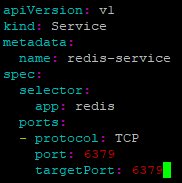 apiVersion: v1
kind: Service
metadata:
  name: redis-service
spec:
  selector:
    app: redis
  ports:
  - protocol: TCP
    port: 6379
    targetPort: 6379